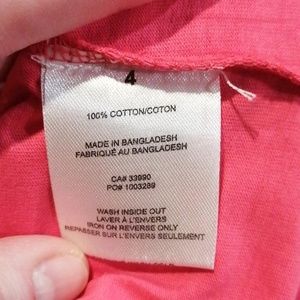 4
100% COTTON/COTON
MADE IN BANGLADESH
FABRIQUÉ AU BANGLADESH
CA# 33990
PO# 1003289
WASH INSIDE OUT
LAVER À L'ENVERS
IRON ON REVERSE ONLY
REPASSER SUR L'ENVERS SEULEMENT